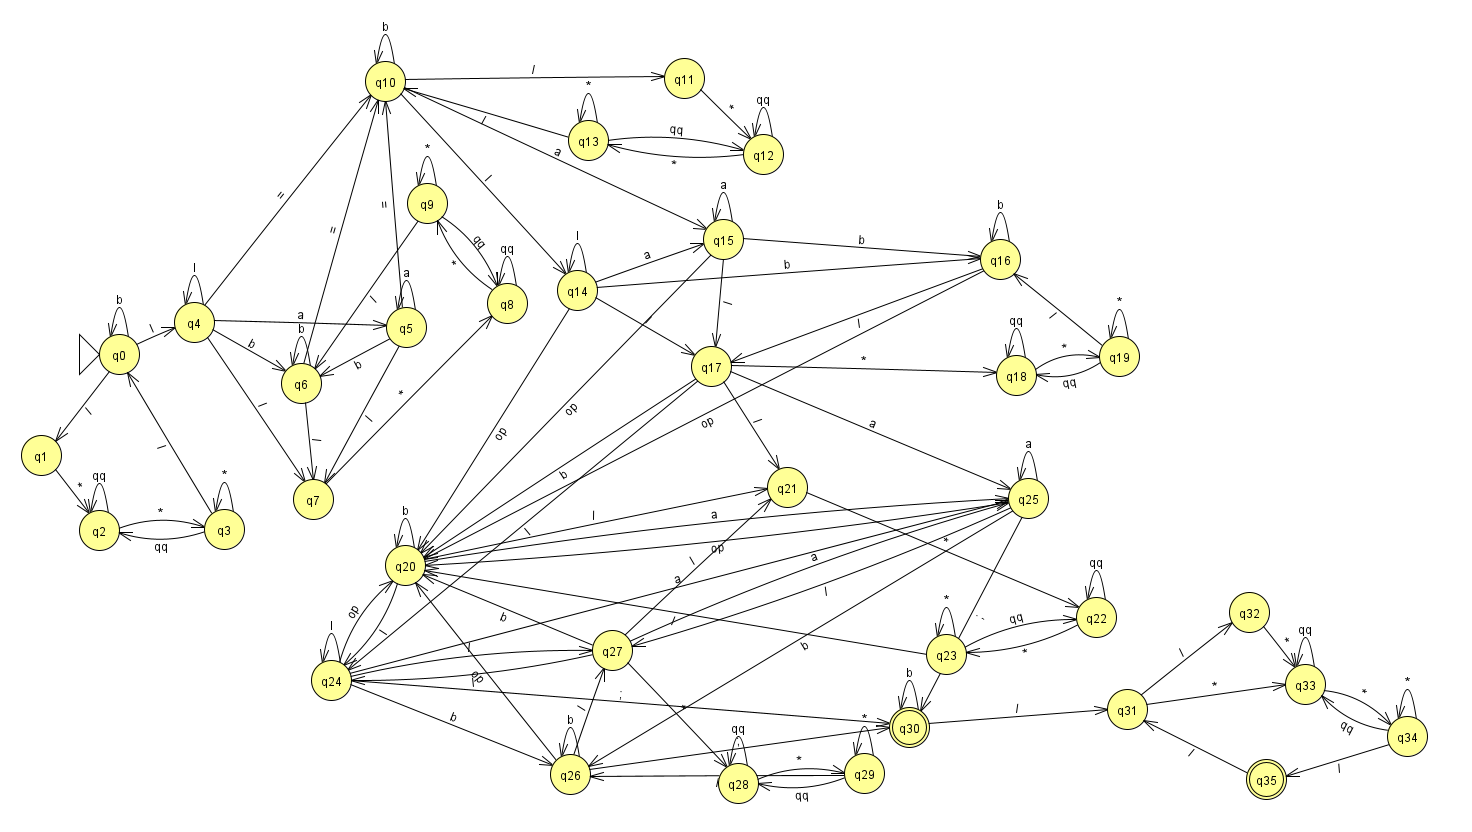 b
q10
l
q11
*
*
qq
q13
qq
q12
*
l
a
l
*
q9
qq
*
qq
q8
=
=
=
l
a
q15
b
b
q16
l
a
b
q14
l
q4
a
a
q5
b
b
q6
b
l
b
q0
l
l
l
l
l
*
q7
l
q17
l
l
*
qq
q18
*
qq
*
q19
l
q1
*
qq
q2
*
qq
*
q3
l
op
op
op
b
l
l
a
q21
a
q25
l
a
op
*
b
q20
l
a
a
l
l
b
;
qq
q22
*
q23
qq
*
op
l
l
q24
b
l
l
op
b
q27
l
*
;
b
q26
;
qq
q28
*
qq
*
q29
l
b
q30
l
q31
l
q32
*
*
qq
q33
*
qq
*
q34
l
q35
l